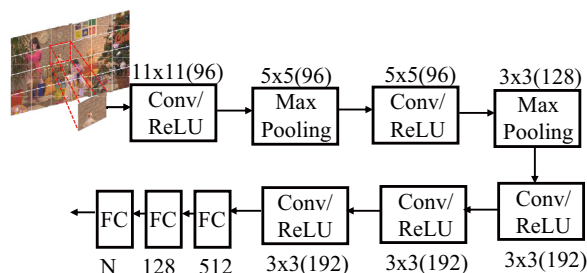 11x11(96)
5x5(96)
5x5(96)
3x3(128)
Conv/
ReLU
Max
Pooling
Conv/
ReLU
Max
Pooling
FC
FC
FC
Conv/
ReLU
Conv/
ReLU
Conv/
ReLU
N
128
512
3x3(192)
3x3(192)
3x3(192)